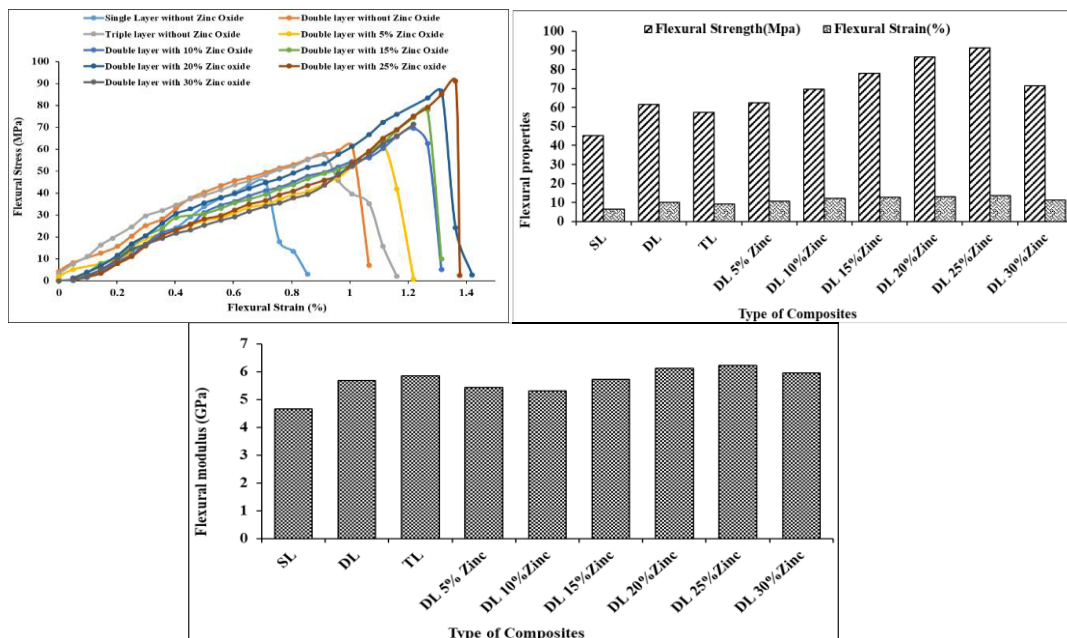 Single Layer without Zinc Oxide
Double layer without Zinc Oxide
Triple layer without Zinc Oxide
Double layer with 5% Zinc Oxide
Double layer with 10% Zinc Oxide
Double layer with 15% Zinc Oxide
Double layer with 20% Zinc Oxide
Double layer with 25% Zinc oxide
Double layer with 30% Zinc oxide
Flexural Stress (MPa)
100
90
80
70
60
50
40
30
20
10
0
0 0.2 0.4 0.6 0.8 1 1.2 1.4
Flexural Strain (%)
Flexural Strength(Mpa) Flexural Strain(%)
Flexural properties
100
90
80
70
60
50
40
30
20
10
0
SL DL TL DL 5%Zinc DL 10%Zinc DL 15%Zinc DL 20%Zinc DL 25%Zinc DL 30%Zinc
Type of Composites
Flexural modulus (GPa)
7
6
5
4
3
2
1
0
SL DL TL DL 5%Zinc DL 10%Zinc DL 15%Zinc DL 20%Zinc DL 25%Zinc DL 30%Zinc
Type of Composites